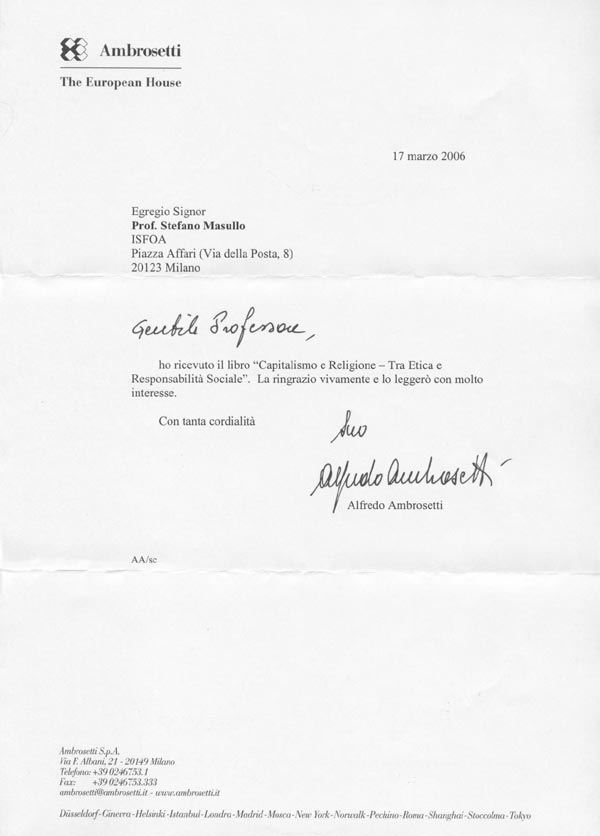 Ambrosetti
The European House
17 marzo 2006
Egregio Signor
Prof. Stefano Masullo
ISFOA
Piazza Affari (Via della Posta, 8)
20123 Milano
Gentile Professore,
ho ricevuto il libro “Capitalismo e Religione – Tra Etica e
Responsabilità Sociale”. La ringrazio vivamente e lo leggerò con molto
interesse.
Con tanta cordialità
Suo
Alfredo Ambrosetti
Alfredo Ambrosetti
AA/sc
Ambrosetti S.p.A.
Via F. Albani, 21 - 20149 Milano
Telefono: +39 0246753.1
Fax: +39 0246753.333
ambrosetti@ambrosetti.it - www.ambrosetti.it
Düsseldorf - Ginevra - Helsinki - Istanbul - Londra - Madrid - Mosca - New York - Norwalk - Pechino - Roma - Shanghai - Stoccolma - Tokyo